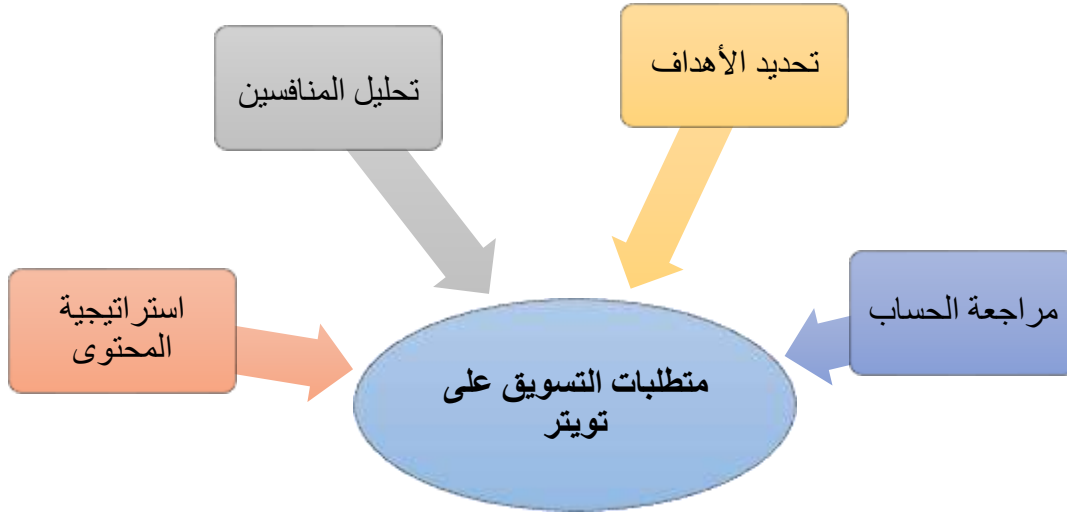 تحديد الأهداف
تحليل المنافسين
مراجعة الحساب
استراتيجية
المحتوى
متطلبات التسويق على
تويتر